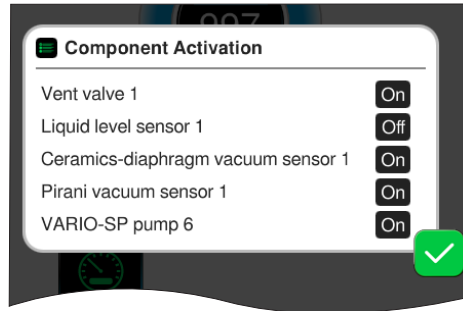 997
Component Activation
Vent valve 1 On
Liquid level sensor 1 Off
Ceramics-diaphragm vacuum sensor 1 On
Pirani vacuum sensor 1 On
VARIO-SP pump 6 On